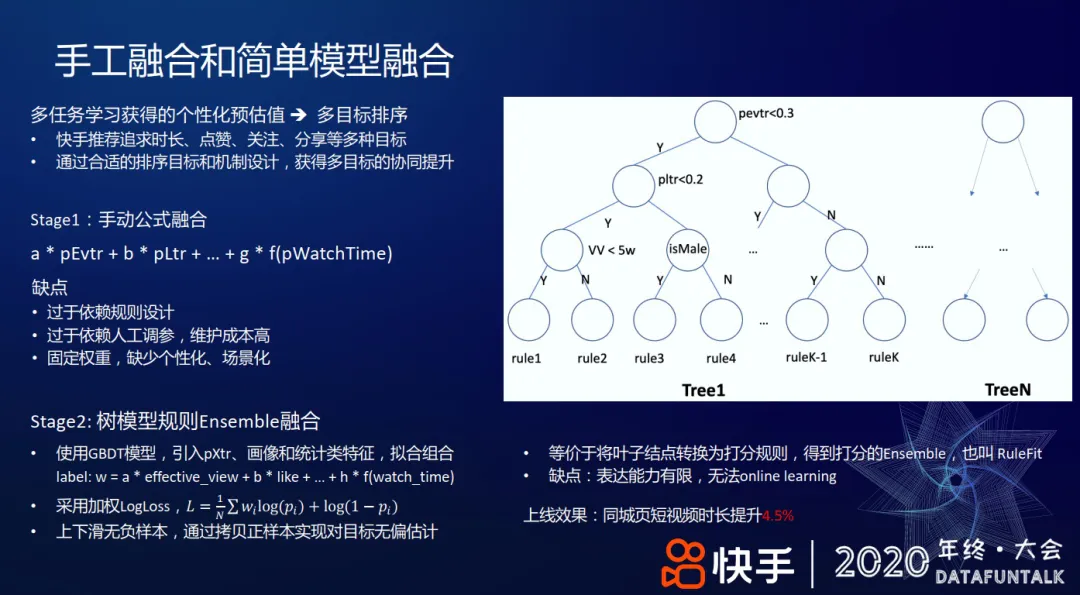 手工融合和简单模型融合
多任务学习获得的个性化预估值 ➔ 多目标排序
• 快手推荐追求时长、点赞、关注、分享等多种目标
• 通过合适的排序目标和机制设计，获得多目标的协同提升
Stage1：手动公式融合
a * pEvtr + b * pLtr + ... + g * f(pWatchTime)
缺点
• 过于依赖规则设计
• 过于依赖人工调参，维护成本高
• 固定权重，缺少个性化、场景化
Stage2: 树模型规则Ensemble融合
• 使用GBDT模型，引入pXtr、画像和统计类特征，拟合组合
label: w = a * effective_view + b * like + ... + h * f(watch_time)
• 采用加权LogLoss，L = 1/N ∑ wᵢlog(pᵢ) + log(1 − pᵢ)
• 上下滑无负样本，通过拷贝正样本实现对目标无偏估计
pevtr<0.3
Y
pltr<0.2
Y
Y
N
VV < 5w
isMale
...
......
...
Y
N
Y
N
Y
N
...
rule1
rule2
rule3
rule4
ruleK-1
ruleK
Tree1
TreeN
• 等价于将叶子结点转换为打分规则，得到打分的Ensemble，也叫 RuleFit
• 缺点：表达能力有限，无法online learning
上线效果：同城页短视频时长提升4.5%
快手
2020 年终・大会
DATAFUNTALK